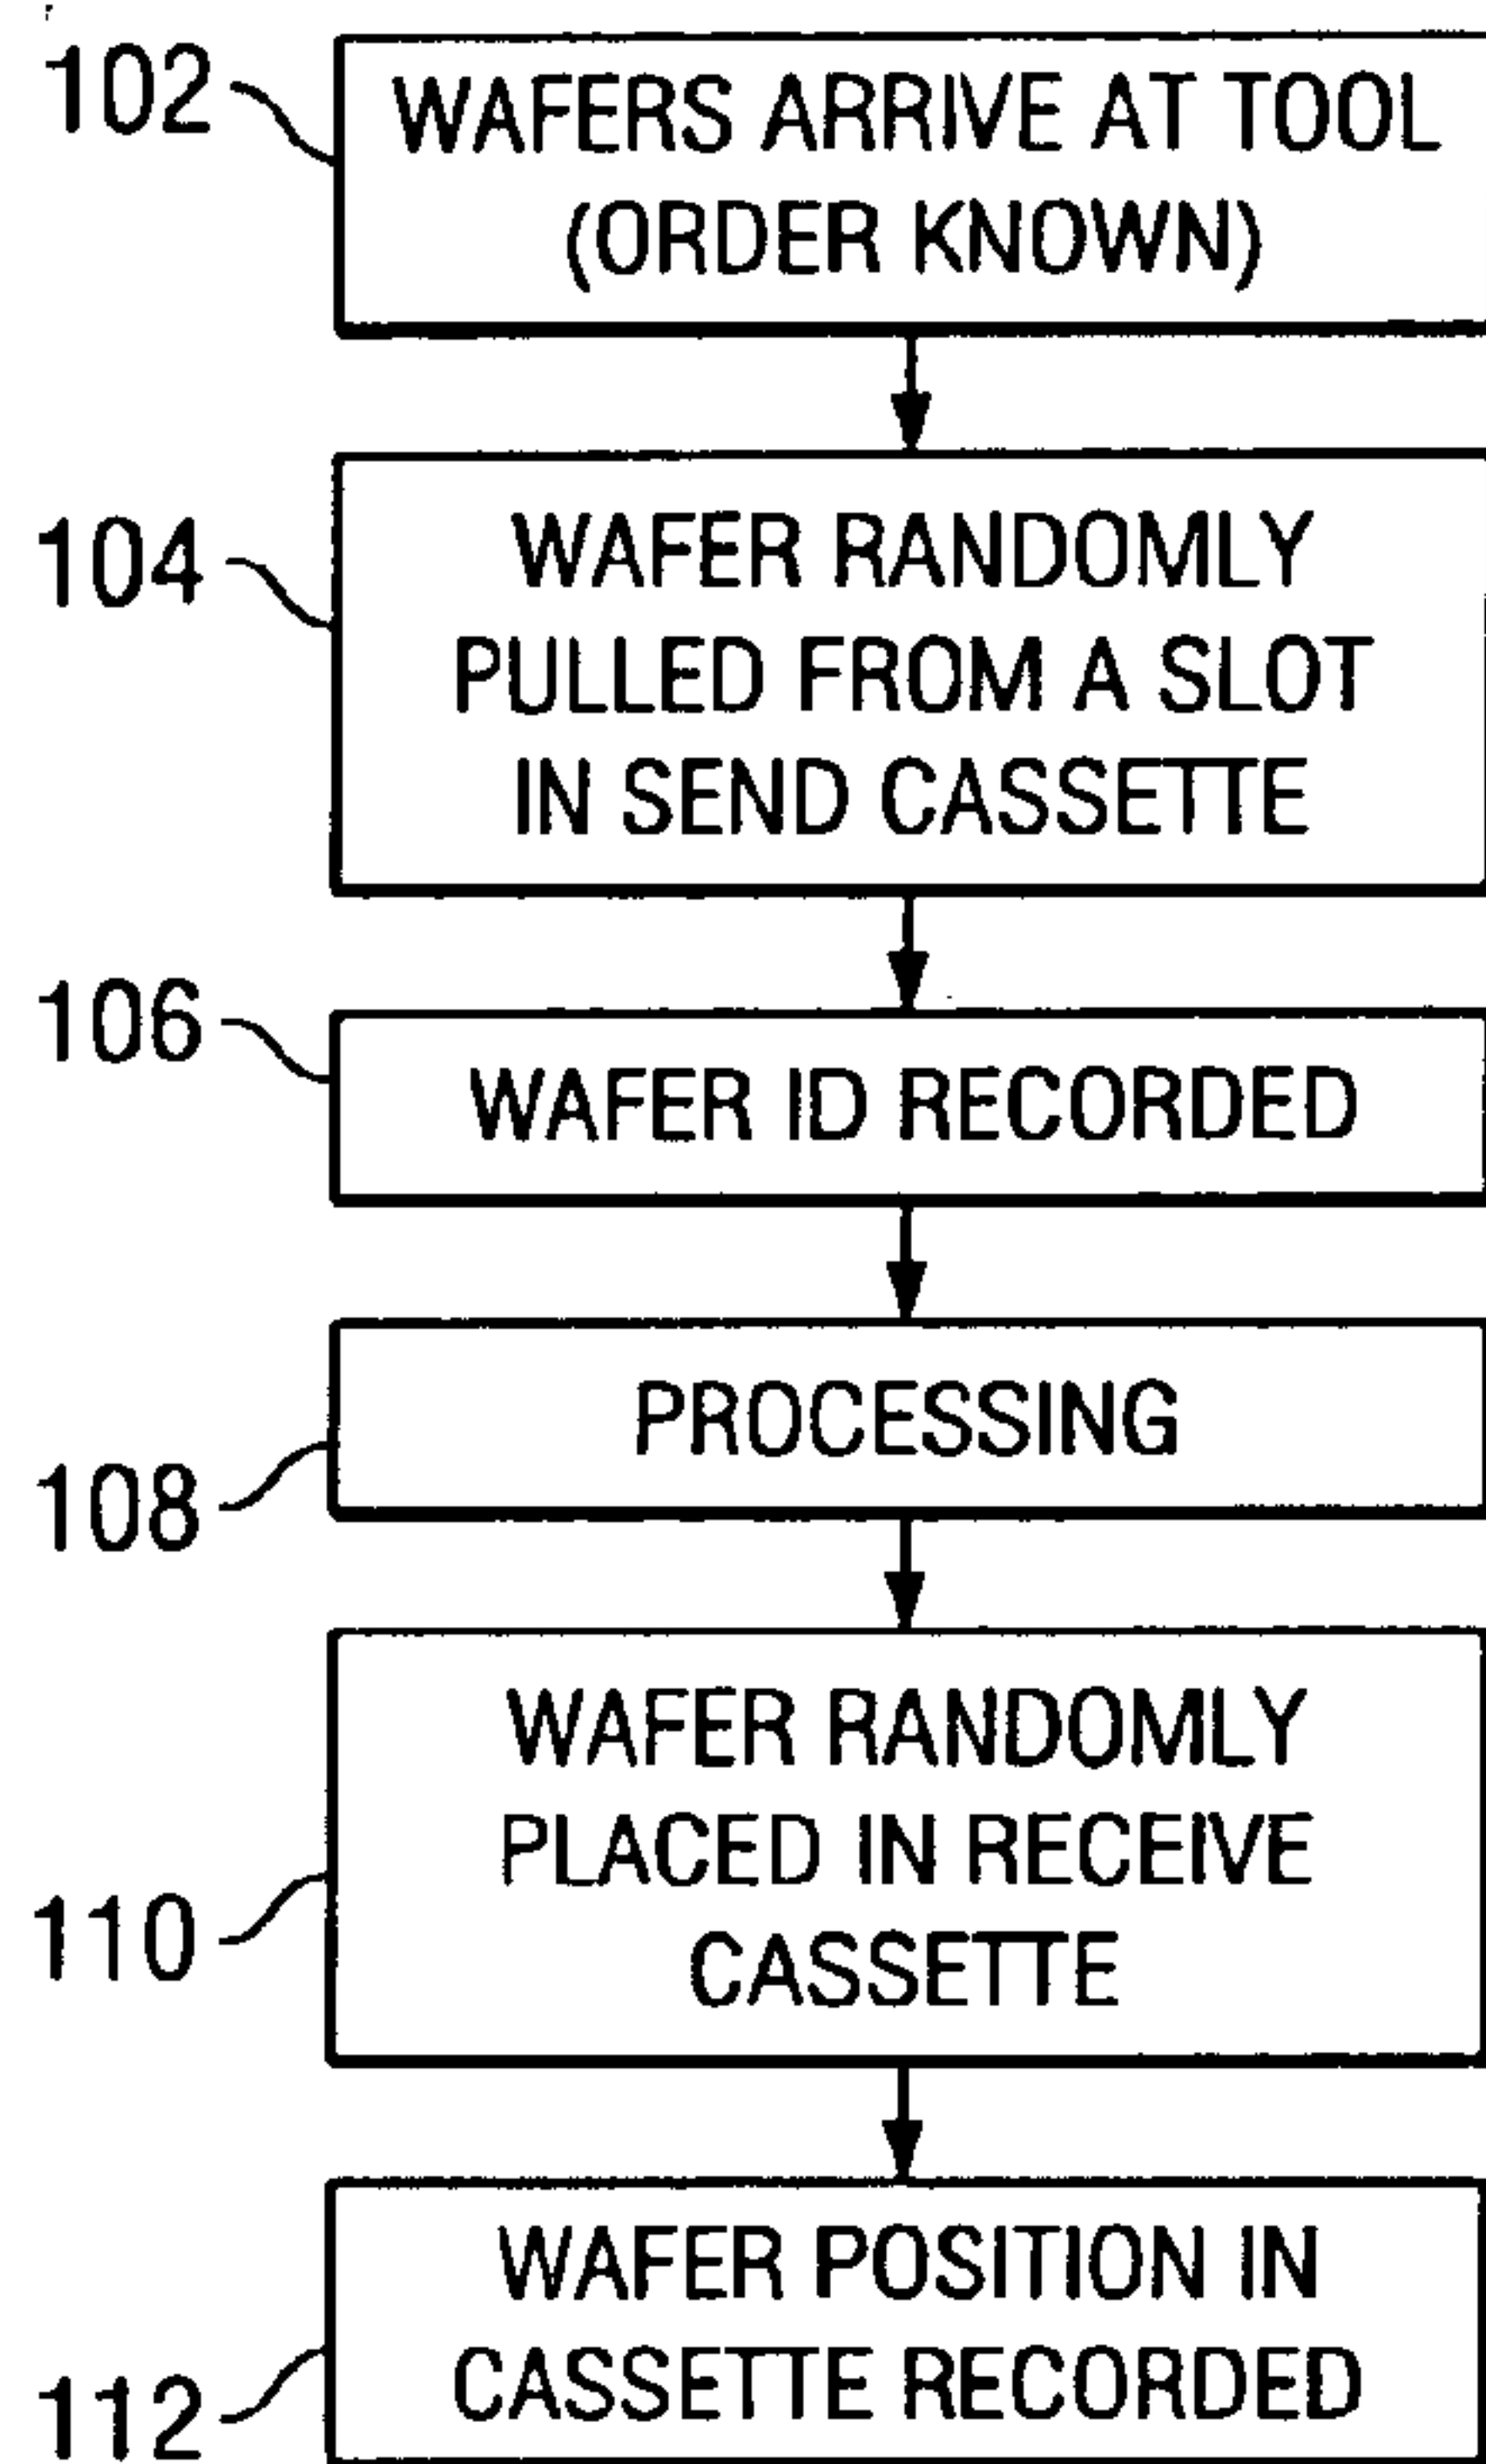 102
WAFERS ARRIVE AT TOOL
(ORDER KNOWN)
104
WAFER RANDOMLY
PULLED FROM A SLOT
IN SEND CASSETTE
106
WAFER ID RECORDED
PROCESSING
108
WAFER RANDOMLY
PLACED IN RECEIVE
CASSETTE
110
WAFER POSITION IN
CASSETTE RECORDED
112